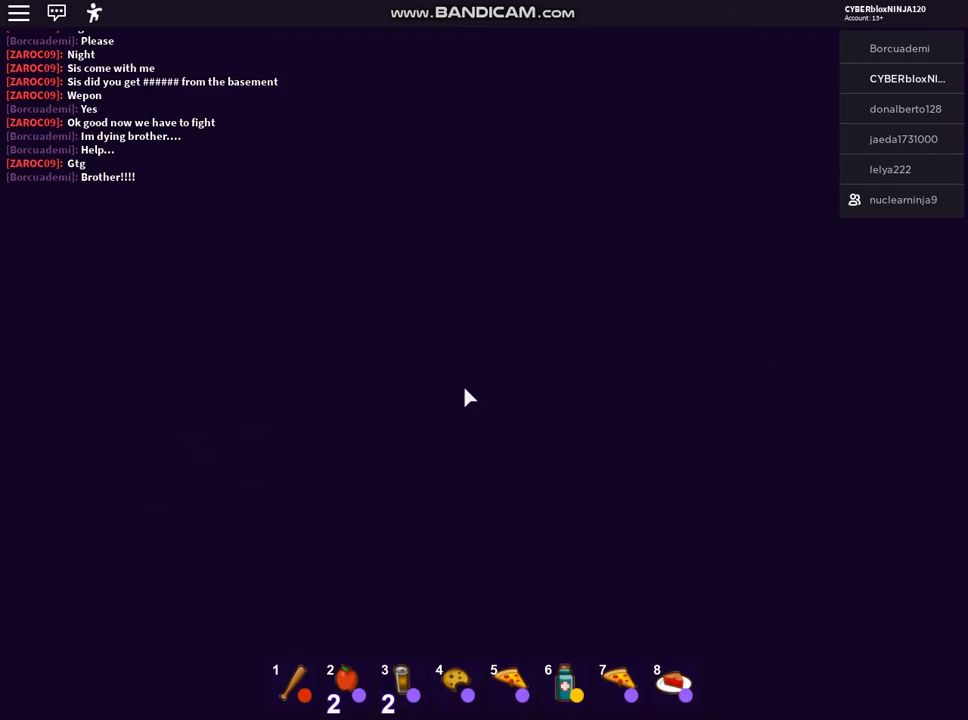 WWW.BANDICAM.COM
CYBERbloxNINJA120
Account: 13+
[Borcuademi]: Please
[ZAROC09]: Night
[ZAROC09]: Sis come with me
[ZAROC09]: Sis did you get ###### from the basement
[ZAROC09]: Wepon
[Borcuademi]: Yes
[ZAROC09]: Ok good now we have to fight
[Borcuademi]: Im dying brother....
[Borcuademi]: Help...
[ZAROC09]: Gtg
[Borcuademi]: Brother!!!!
Borcuademi
CYBERbloxNI...
donalberto128
jaeda1731000
lelya222
nuclearninja9
1 2 3 4 5 6 7 8
2 2